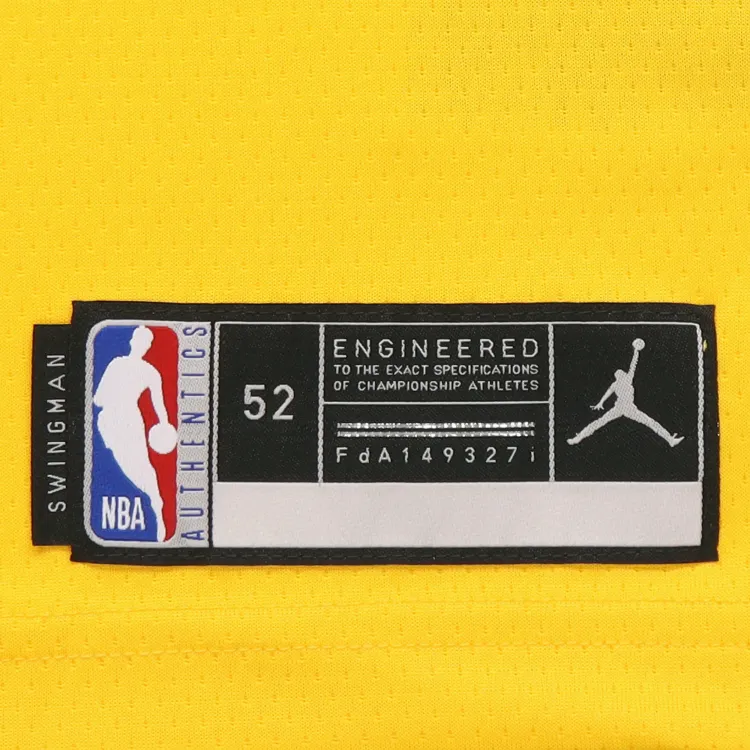 SWINGMAN
NBA
AUTHENTICS
52
ENGINEERED
TO THE EXACT SPECIFICATIONS
OF CHAMPIONSHIP ATHLETES
FdA149327i